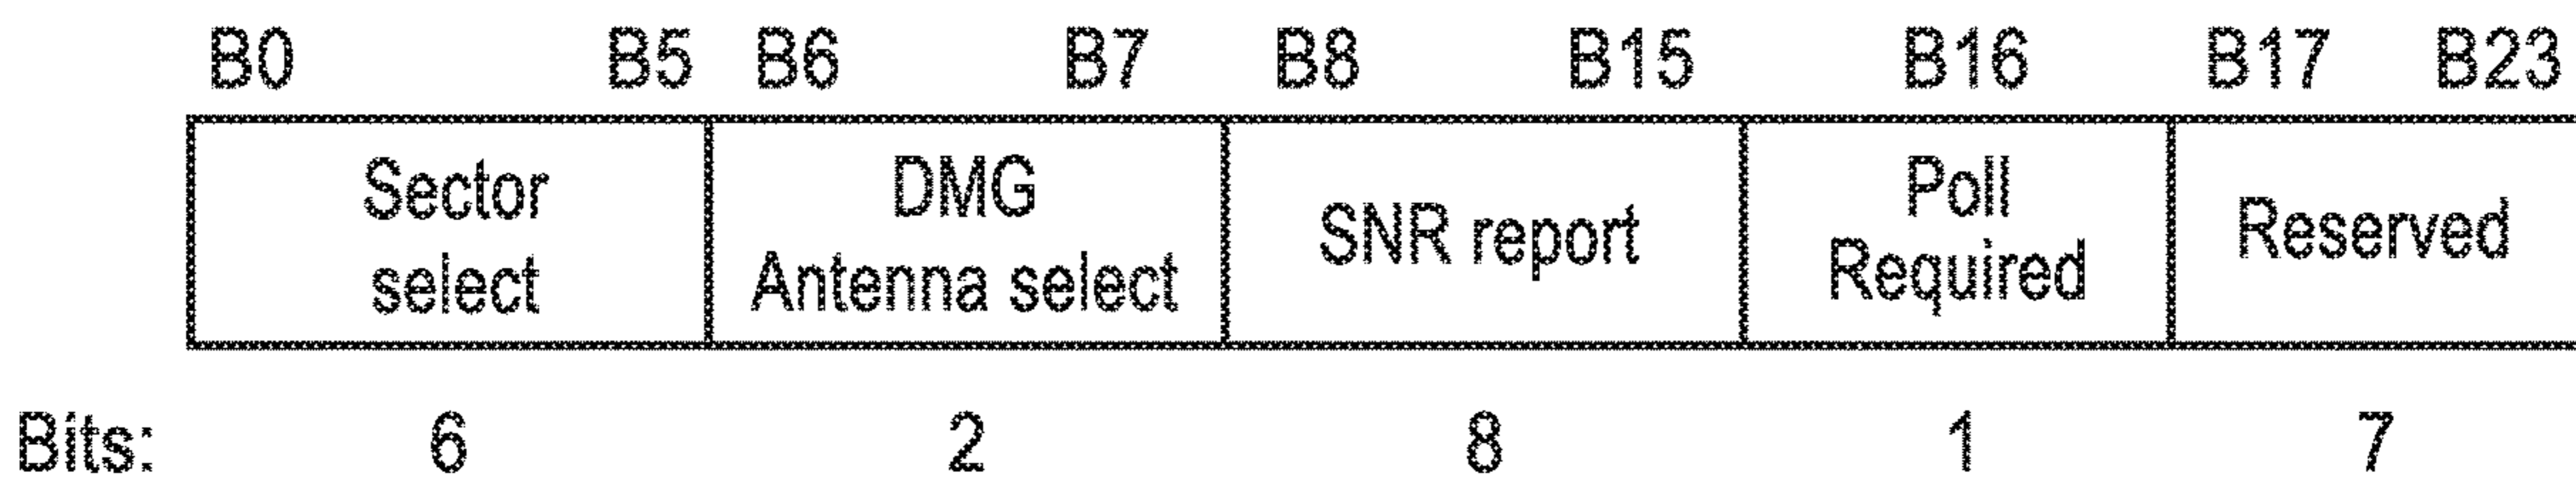 B0 B5 B6 B7 B8 B15 B16 B17 B23
Sector select
DMG Antenna select
SNR report
Poll Required
Reserved
Bits: 6 2 8 1 7